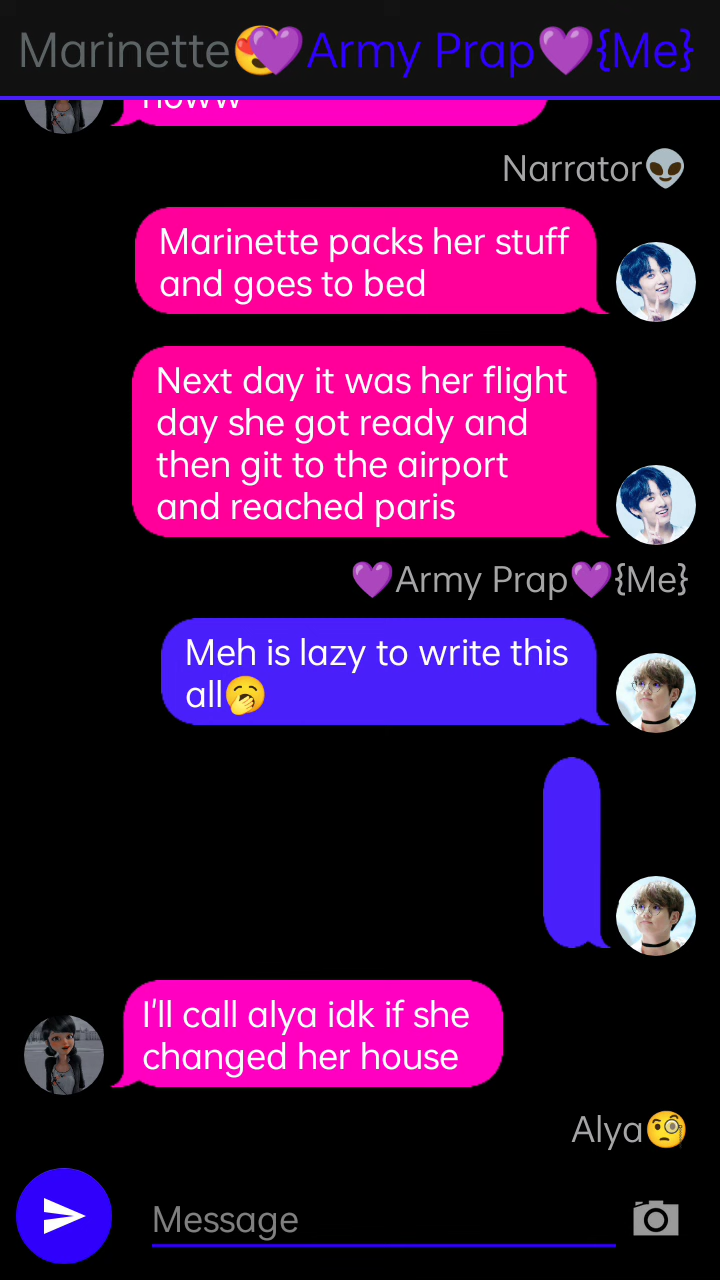 Marinette😍💜Army Prap💜{Me}
Noww
Narrator👽
Marinette packs her stuff
and goes to bed
Next day it was her flight
day she got ready and
then git to the airport
and reached paris
💜Army Prap💜{Me}
Meh is lazy to write this
all🥱
I'll call alya idk if she
changed her house
Alya🧐
Message